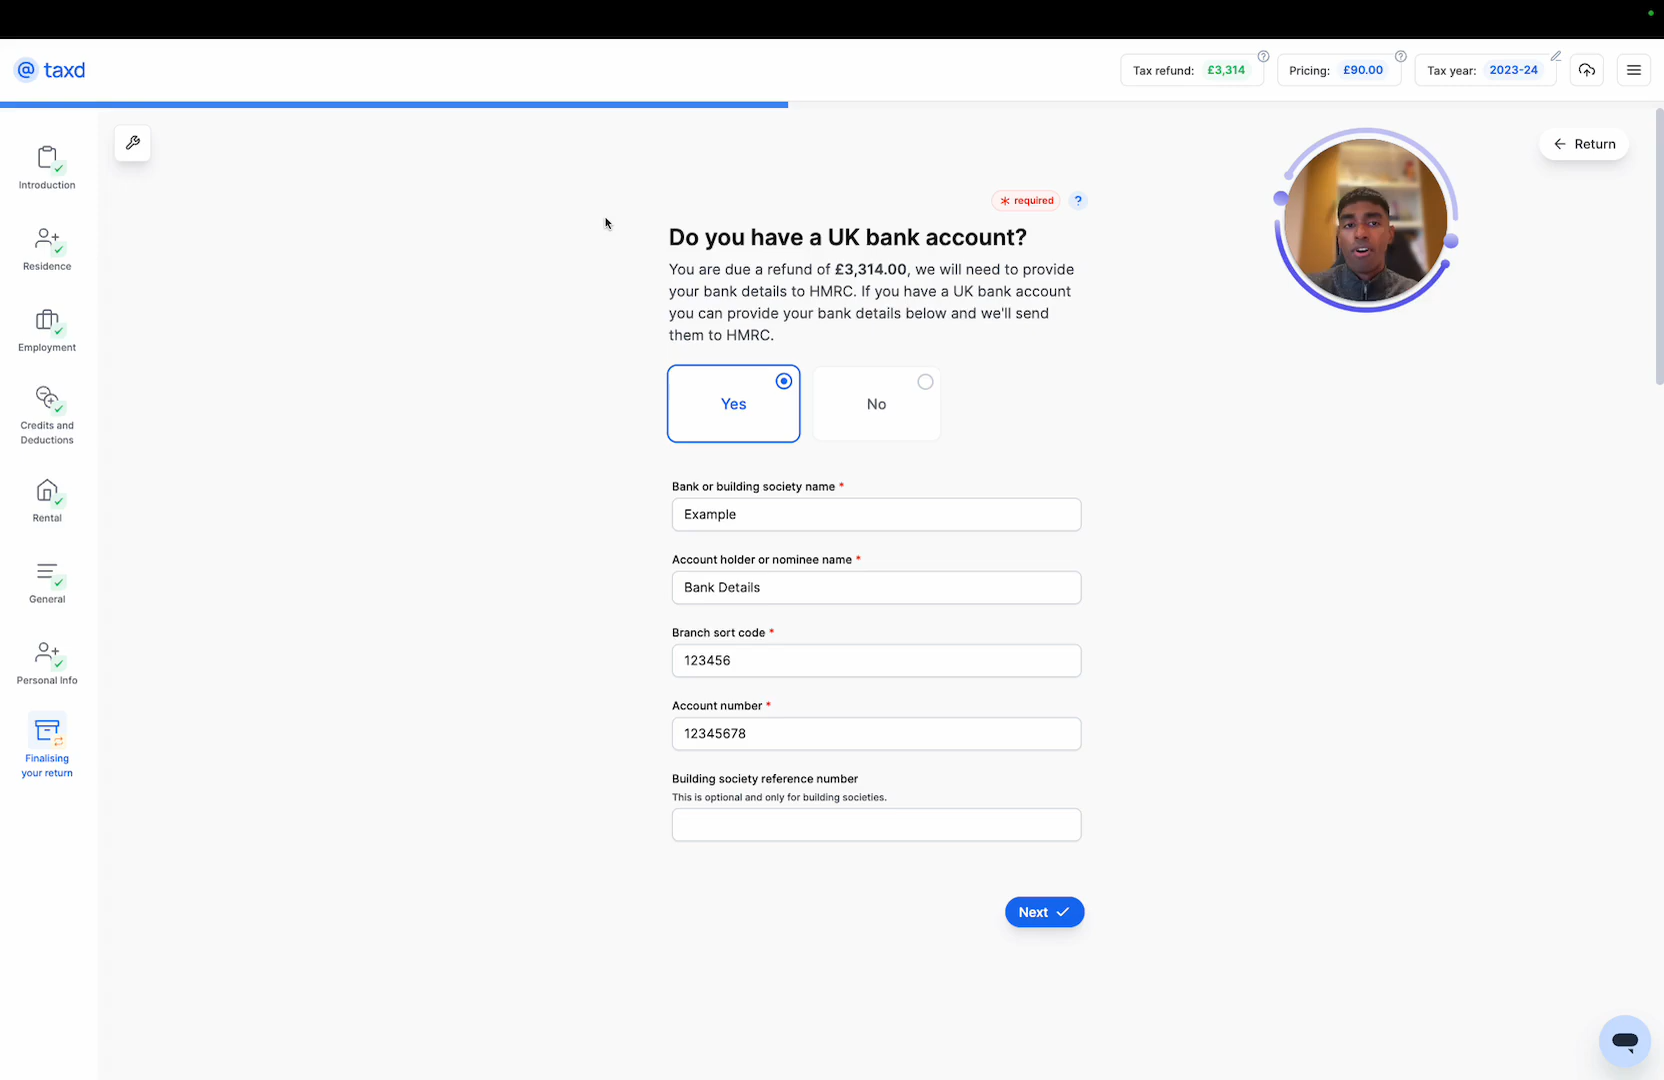 @ taxd
Tax refund: £3,314
Pricing: £90.00
Tax year: 2023-24
Return
Introduction
Residence
Employment
Credits and
Deductions
Rental
General
Personal Info
Finalising
your return
* required
?
Do you have a UK bank account?
You are due a refund of £3,314.00, we will need to provide
your bank details to HMRC. If you have a UK bank account
you can provide your bank details below and we'll send
them to HMRC.
Yes
No
Bank or building society name *
Example
Account holder or nominee name *
Bank Details
Branch sort code *
123456
Account number *
12345678
Building society reference number
This is optional and only for building societies.
Next